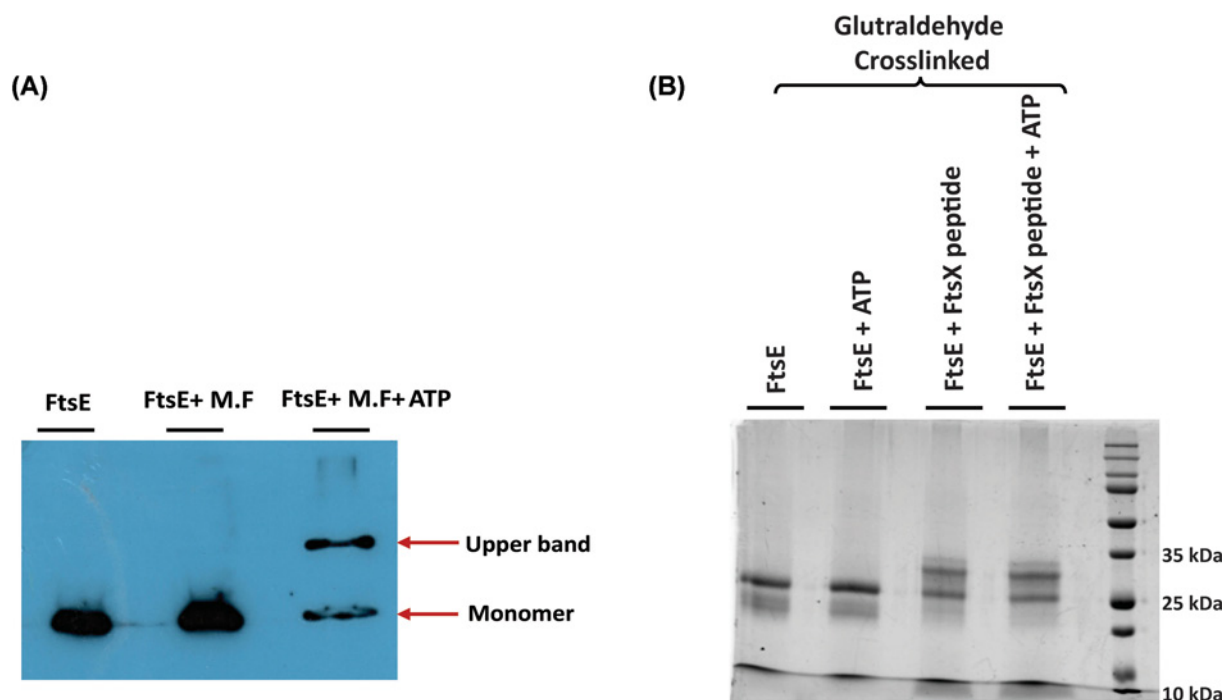 (A)
FtsE
FtsE+ M.F
FtsE+ M.F+ATP
Upper band
Monomer
(B)
Glutraldehyde
Crosslinked
FtsE
FtsE + ATP
FtsE + FtsX peptide
FtsE + FtsX peptide + ATP
35 kDa
25 kDa
10 kDa